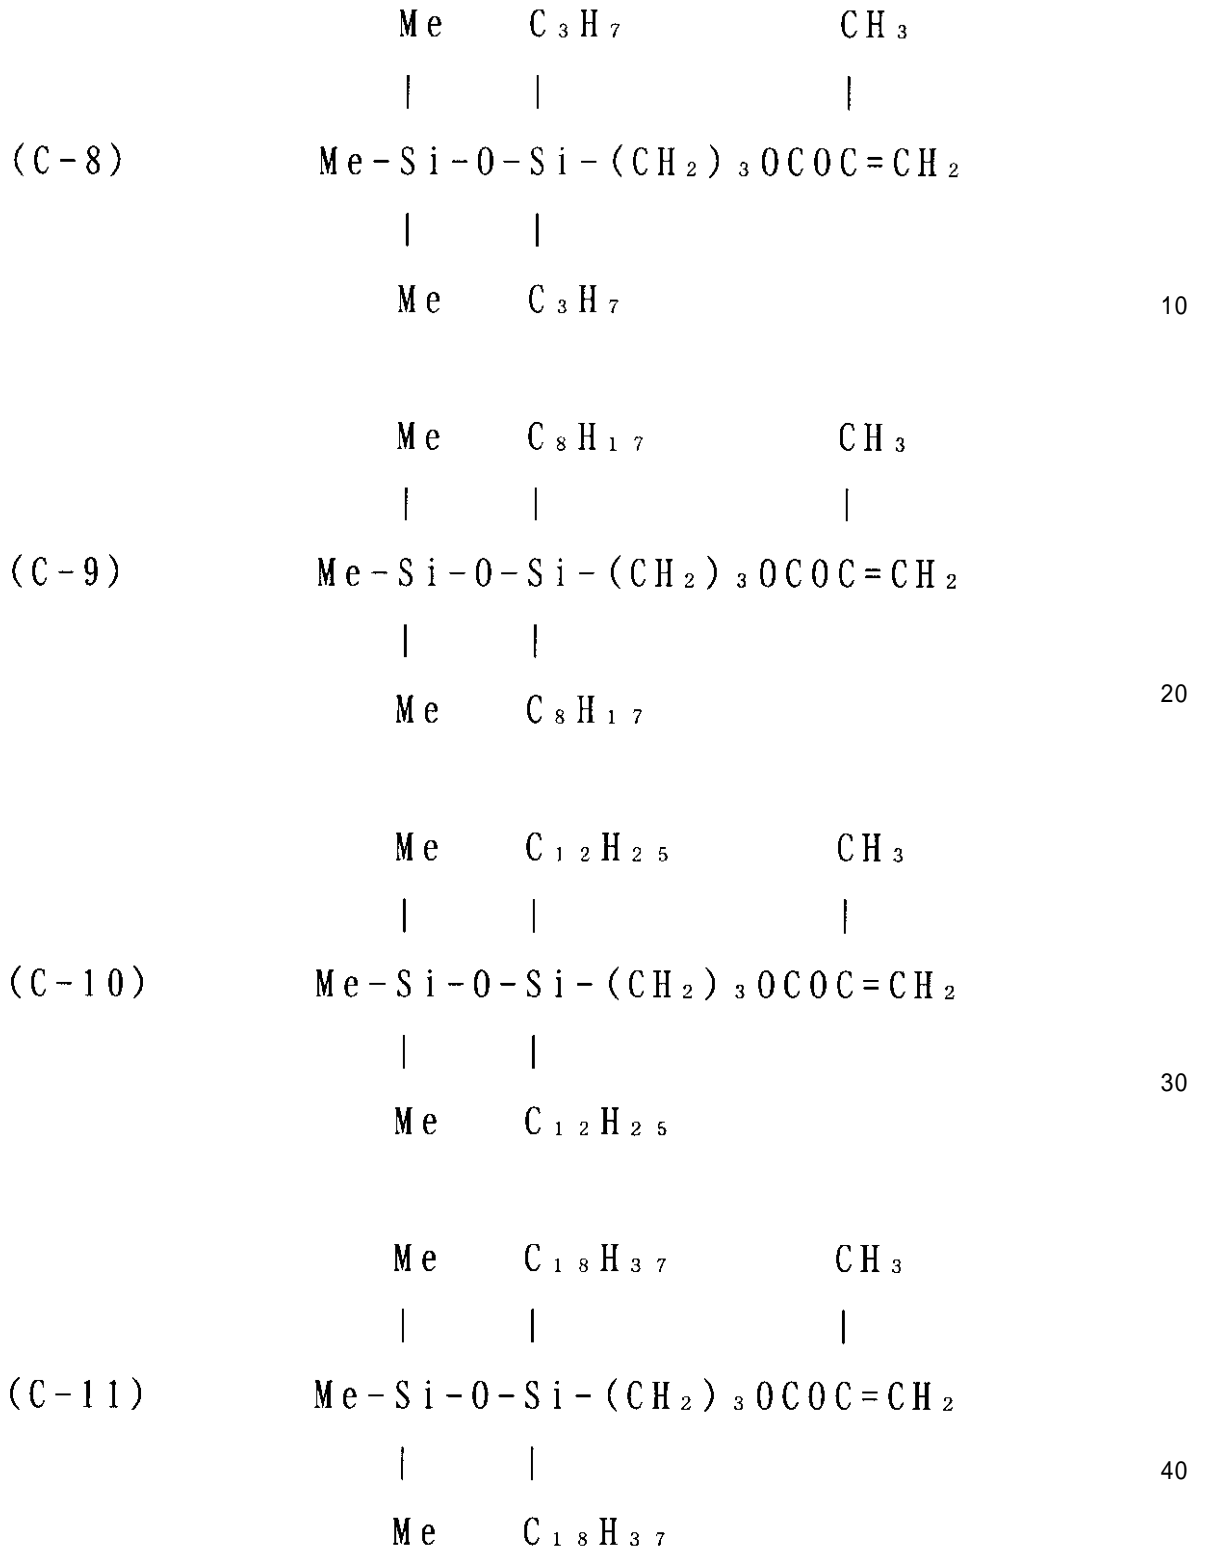 Me C₃H₇ CH₃
| | |
(C-8) Me-Si-O-Si-(CH₂)₃OCOC=CH₂
| |
Me C₃H₇
10
Me C₈H₁₇ CH₃
| | |
(C-9) Me-Si-O-Si-(CH₂)₃OCOC=CH₂
| |
Me C₈H₁₇
20
Me C₁₂H₂₅ CH₃
| | |
(C-10) Me-Si-O-Si-(CH₂)₃OCOC=CH₂
| |
Me C₁₂H₂₅
30
Me C₁₈H₃₇ CH₃
| | |
(C-11) Me-Si-O-Si-(CH₂)₃OCOC=CH₂
| |
40
Me C₁₈H₃₇